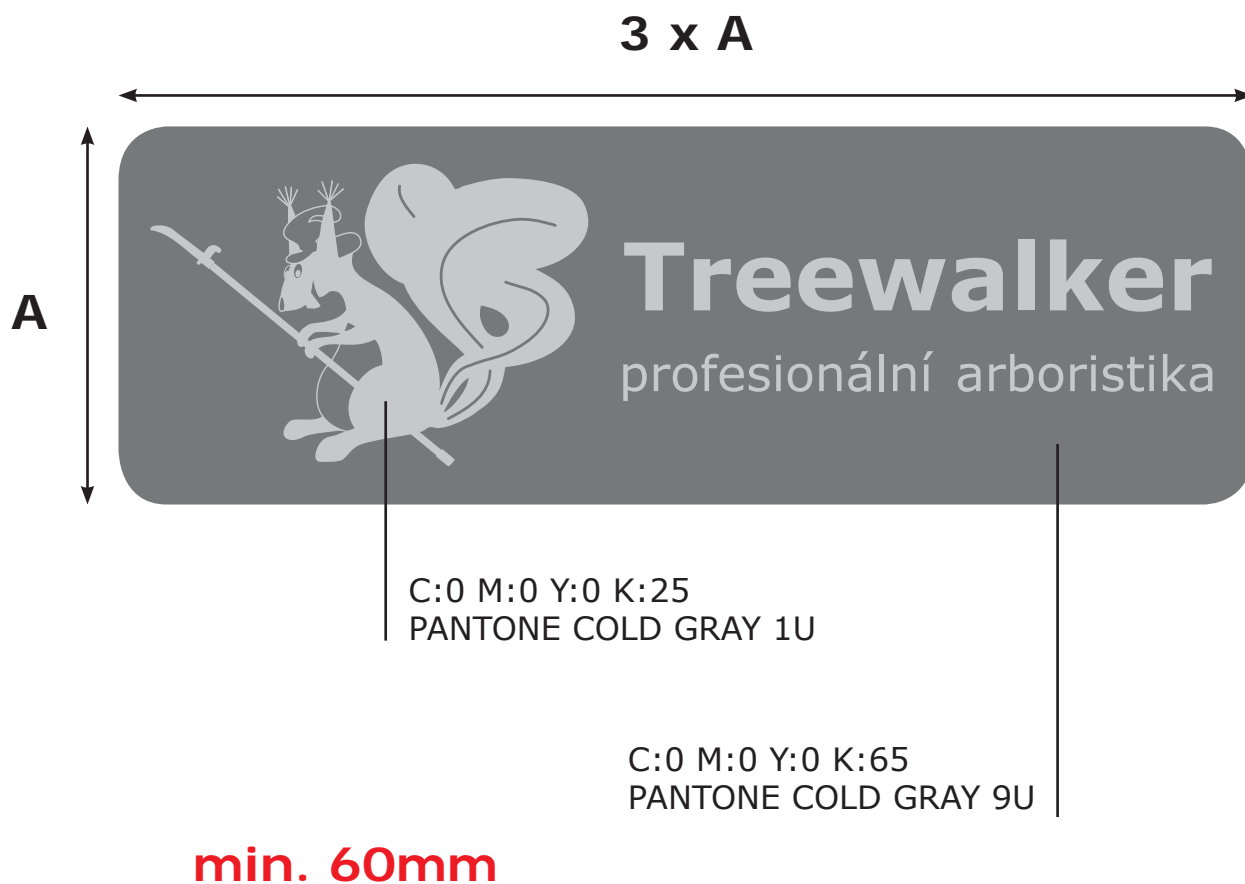 3 x A
A
Treewalker
profesionální arboristika
C:0 M:0 Y:0 K:25
PANTONE COLD GRAY 1U
C:0 M:0 Y:0 K:65
PANTONE COLD GRAY 9U
min. 60mm